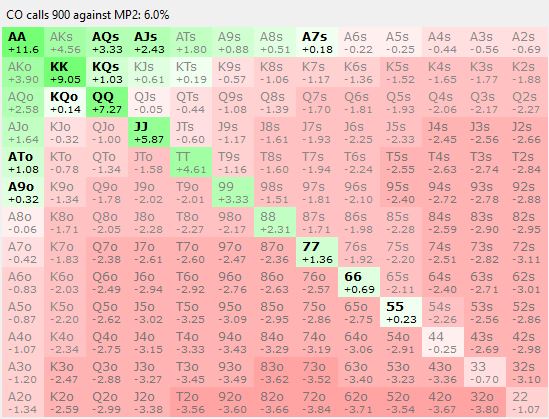 CO calls 900 against MP2: 6.0%
AA AKs AQs AJs ATs A9s A8s A7s A6s A5s A4s A3s A2s
+11.6 +4.56 +3.33 +2.43 +1.80 +0.88 +0.51 +0.18 -0.22 -0.25 -0.44 -0.56 -0.69
AKo KK KQs KJs KTs K9s K8s K7s K6s K5s K4s K3s K2s
+3.90 +9.05 +1.03 +0.61 +0.19 -0.57 -1.06 -1.17 -1.36 -1.52 -1.65 -1.77 -1.88
AQo KQo QQ QJs QTs Q9s Q8s Q7s Q6s Q5s Q4s Q3s Q2s
+2.58 +0.14 +7.27 -0.05 -0.44 -1.08 -1.39 -1.70 -1.81 -1.93 -2.06 -2.17 -2.27
AJo KJo QJo JJ JTs J9s J8s J7s J6s J5s J4s J3s J2s
+1.64 -0.32 -1.00 +5.87 -0.60 -1.17 -1.61 -1.93 -2.25 -2.33 -2.45 -2.56 -2.66
ATo KTo QTo JTo TT T9s T8s T7s T6s T5s T4s T3s T2s
+1.08 -0.78 -1.34 -1.58 +4.61 -1.16 -1.60 -1.94 -2.24 -2.55 -2.63 -2.74 -2.84
A9o K9o Q9o J9o T9o 99 98s 97s 96s 95s 94s 93s 92s
+0.32 -1.34 -1.78 -2.02 -2.01 +3.33 -1.51 -1.81 -2.10 -2.40 -2.72 -2.78 -2.88
A8o K8o Q8o J8o T8o 98o 88 87s 86s 85s 84s 83s 82s
-0.06 -1.71 -2.05 -2.28 -2.27 -2.17 +2.31 -1.71 -1.98 -2.28 -2.59 -2.90 -2.95
A7o K7o Q7o J7o T7o 97o 87o 77 76s 75s 74s 73s 72s
-0.42 -1.83 -2.38 -2.61 -2.60 -2.47 -2.36 +1.36 -1.92 -2.20 -2.51 -2.82 -3.11
A6o K6o Q6o J6o T6o 96o 86o 76o 66 65s 64s 63s 62s
-0.83 -2.03 -2.49 -2.94 -2.92 -2.76 -2.63 -2.57 +0.69 -2.11 -2.40 -2.71 -3.01
A5o K5o Q5o J5o T5o 95o 85o 75o 65o 55 54s 53s 52s
-0.87 -2.20 -2.62 -3.02 -3.25 -3.09 -2.95 -2.86 -2.75 +0.23 -2.26 -2.56 -2.86
A4o K4o Q4o J4o T4o 94o 84o 74o 64o 54o 44 43s 42s
-1.07 -2.34 -2.75 -3.15 -3.33 -3.43 -3.29 -3.19 -3.06 -2.91 -0.25 -2.69 -2.98
A3o K3o Q3o J3o T3o 93o 83o 73o 63o 53o 43o 33 32s
-1.20 -2.47 -2.88 -3.27 -3.45 -3.49 -3.62 -3.52 -3.40 -3.23 -3.36 -0.70 -3.10
A2o K2o Q2o J2o T2o 92o 82o 72o 62o 52o 42o 32o 22
-1.34 -2.59 -2.99 -3.38 -3.56 -3.60 -3.66 -3.84 -3.71 -3.54 -3.67 -3.80 -1.07